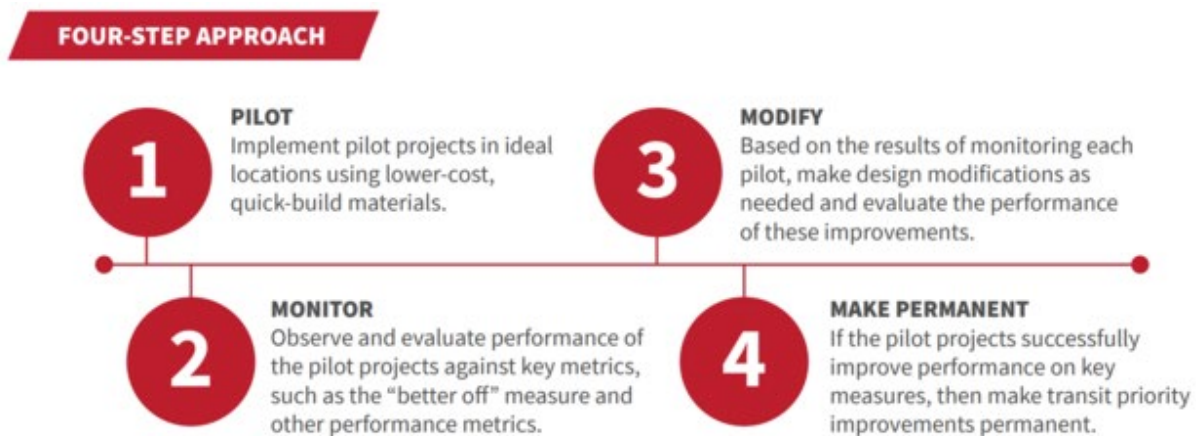 FOUR-STEP APPROACH
1
PILOT
Implement pilot projects in ideal
locations using lower-cost,
quick-build materials.
2
MONITOR
Observe and evaluate performance of
the pilot projects against key metrics,
such as the “better off” measure and
other performance metrics.
3
MODIFY
Based on the results of monitoring each
pilot, make design modifications as
needed and evaluate the performance
of these improvements.
4
MAKE PERMANENT
If the pilot projects successfully
improve performance on key
measures, then make transit priority
improvements permanent.